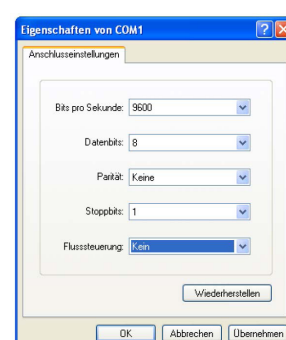 Eigenschaften von COM1
Anschlusseinstellungen
Bits pro Sekunde: 9600
Datenbits: 8
Parität: Keine
Stoppbits: 1
Flusssteuerung: Kein
Wiederherstellen
OK Abbrechen Übernehmen